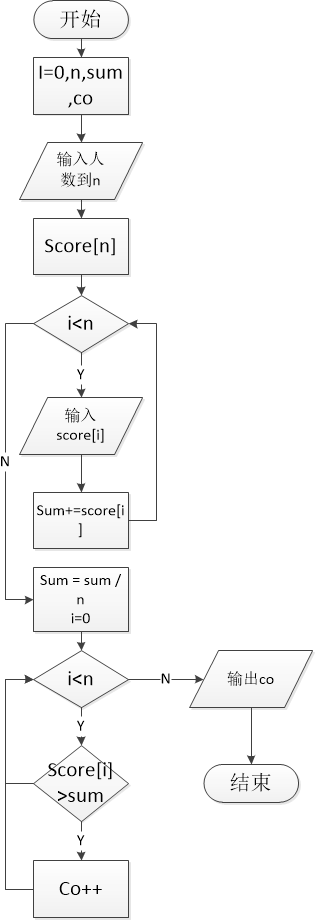 开始
I=0,n,sum
,co
输入人
数到n
Score[n]
i<n
Y
输入
score[i]
N
Sum+=score[i
]
Sum = sum /
n
i=0
i<n
N
输出co
Y
结束
Score[i]
>sum
Y
Co++